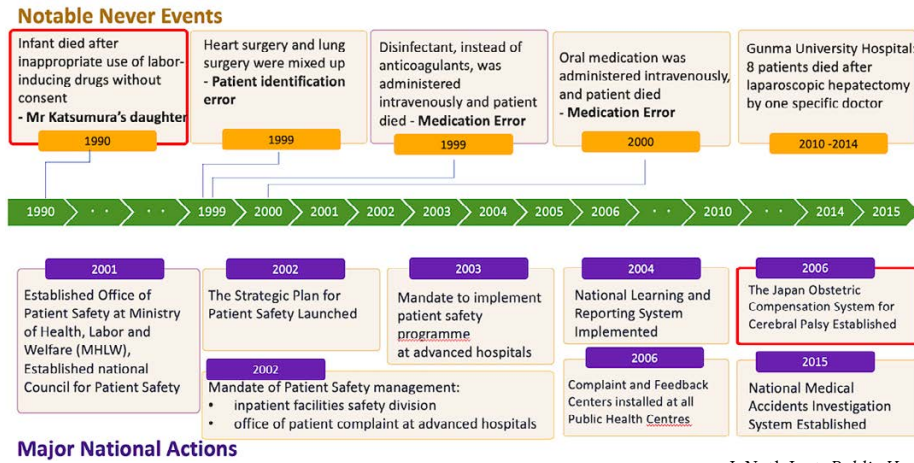 Notable Never Events
Infant died after
inappropriate use of labor-
inducing drugs without
consent
- Mr Katsumura's daughter
1990
Heart surgery and lung
surgery were mixed up
- Patient identification
error
1999
Disinfectant, instead of
anticoagulants, was
administered
intravenously and patient
died - Medication Error
1999
Oral medication was
administered intravenously,
and patient died
- Medication Error
2000
Gunma University Hospital:
8 patients died after
laparoscopic hepatectomy
by one specific doctor
2010 -2014
1990 . . . . 1999 2000 2001 2002 2003 2004 2005 2006 . . 2010 . . 2014 2015
2001
Established Office of
Patient Safety at Ministry
of Health, Labor and
Welfare (MHLW),
Established national
Council for Patient Safety
2002
The Strategic Plan for
Patient Safety Launched
2002
Mandate of Patient Safety management:
• inpatient facilities safety division
• office of patient complaint at advanced hospitals
2003
Mandate to implement
patient safety
programme
at advanced hospitals
2004
National Learning and
Reporting System
Implemented
2006
Complaint and Feedback
Centers installed at all
Public Health Centres
2006
The Japan Obstetric
Compensation System for
Cerebral Palsy Established
2015
National Medical
Accidents Investigation
System Established
Major National Actions